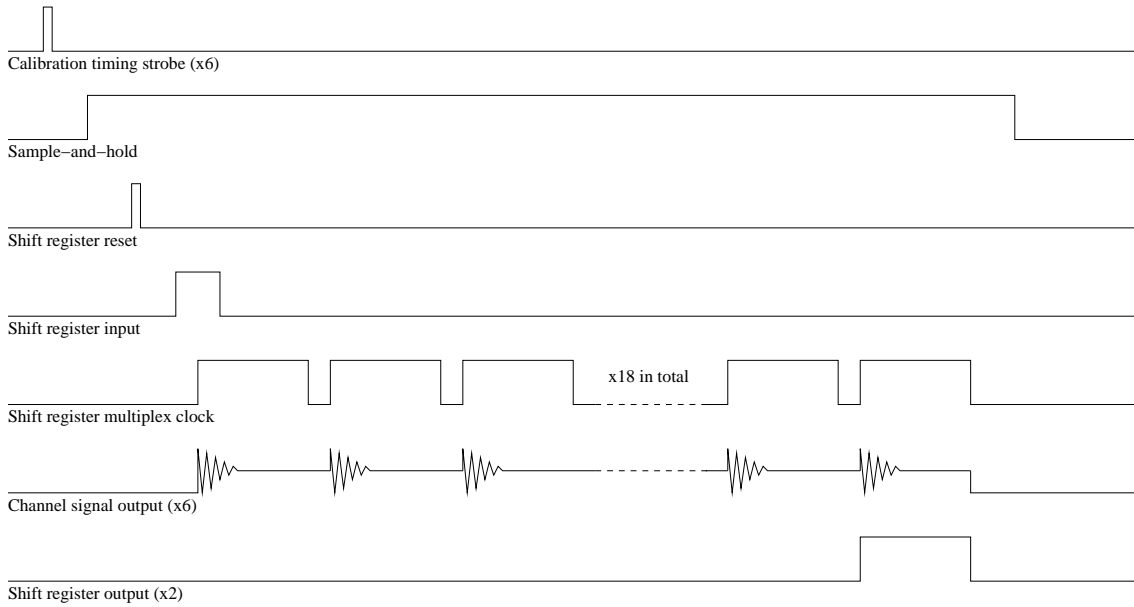 Calibration timing strobe (x6)
Sample−and−hold
Shift register reset
Shift register input
x18 in total
Shift register multiplex clock
Channel signal output (x6)
Shift register output (x2)